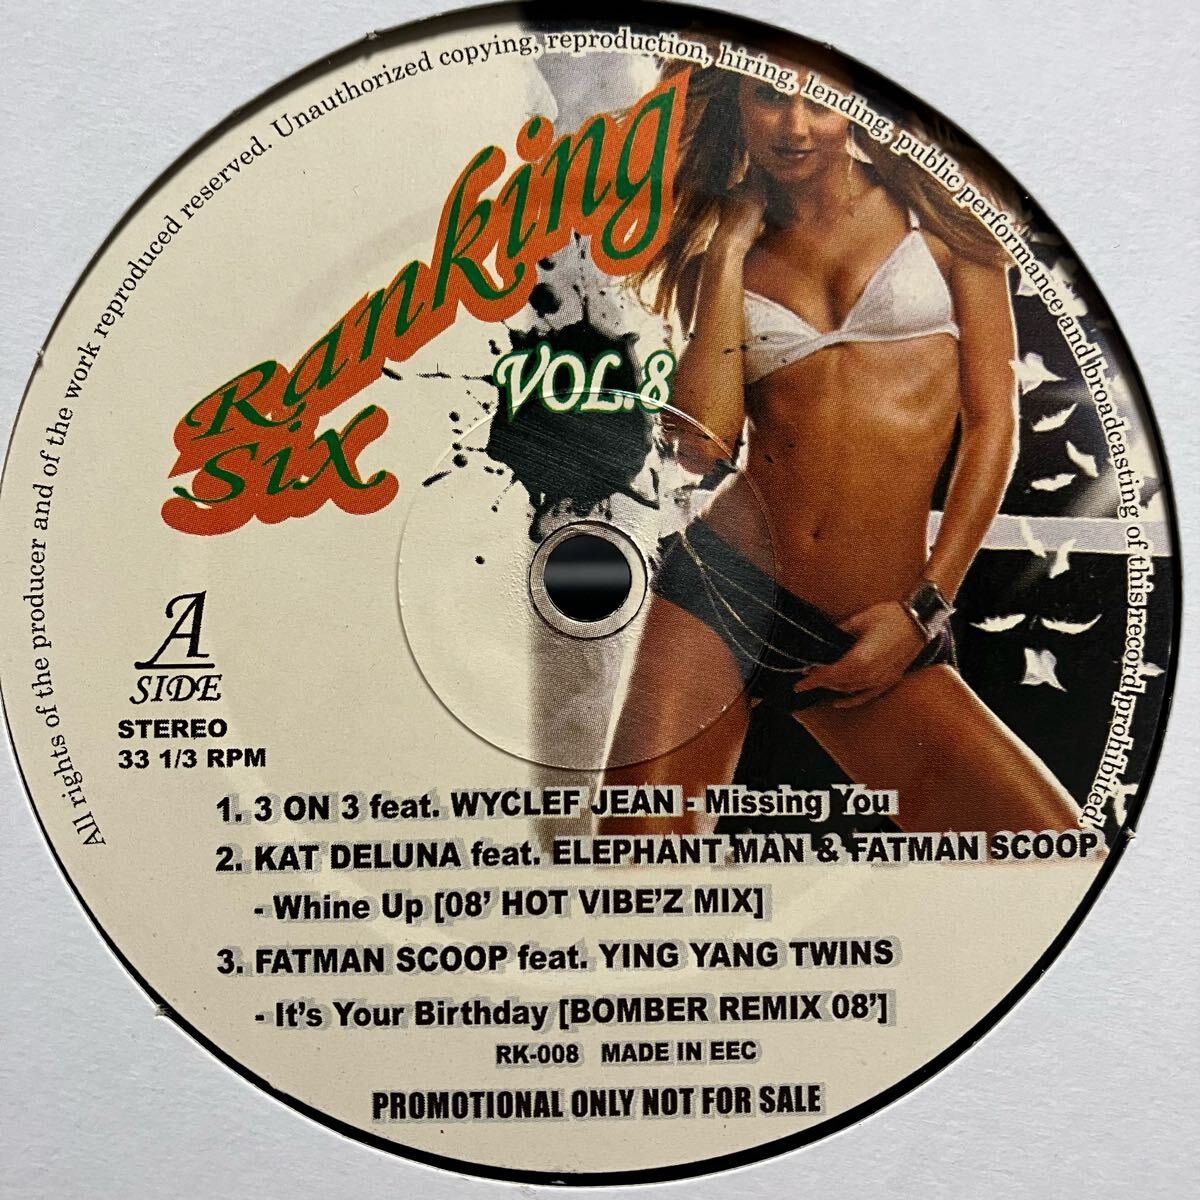 All rights of the producer and of the work reproduced reserved. Unauthorized copying, reproduction, hiring, lending, public performance and broadcasting of this record prohibited.
Ranking
Six
VOL.8
A
SIDE
STEREO
33 1/3 RPM
1. 3 ON 3 feat. WYCLEF JEAN - Missing You
2. KAT DELUNA feat. ELEPHANT MAN & FATMAN SCOOP
- Whine Up [08' HOT VIBE'Z MIX]
3. FATMAN SCOOP feat. YING YANG TWINS
- It's Your Birthday [BOMBER REMIX 08']
RK-008 MADE IN EEC
PROMOTIONAL ONLY NOT FOR SALE